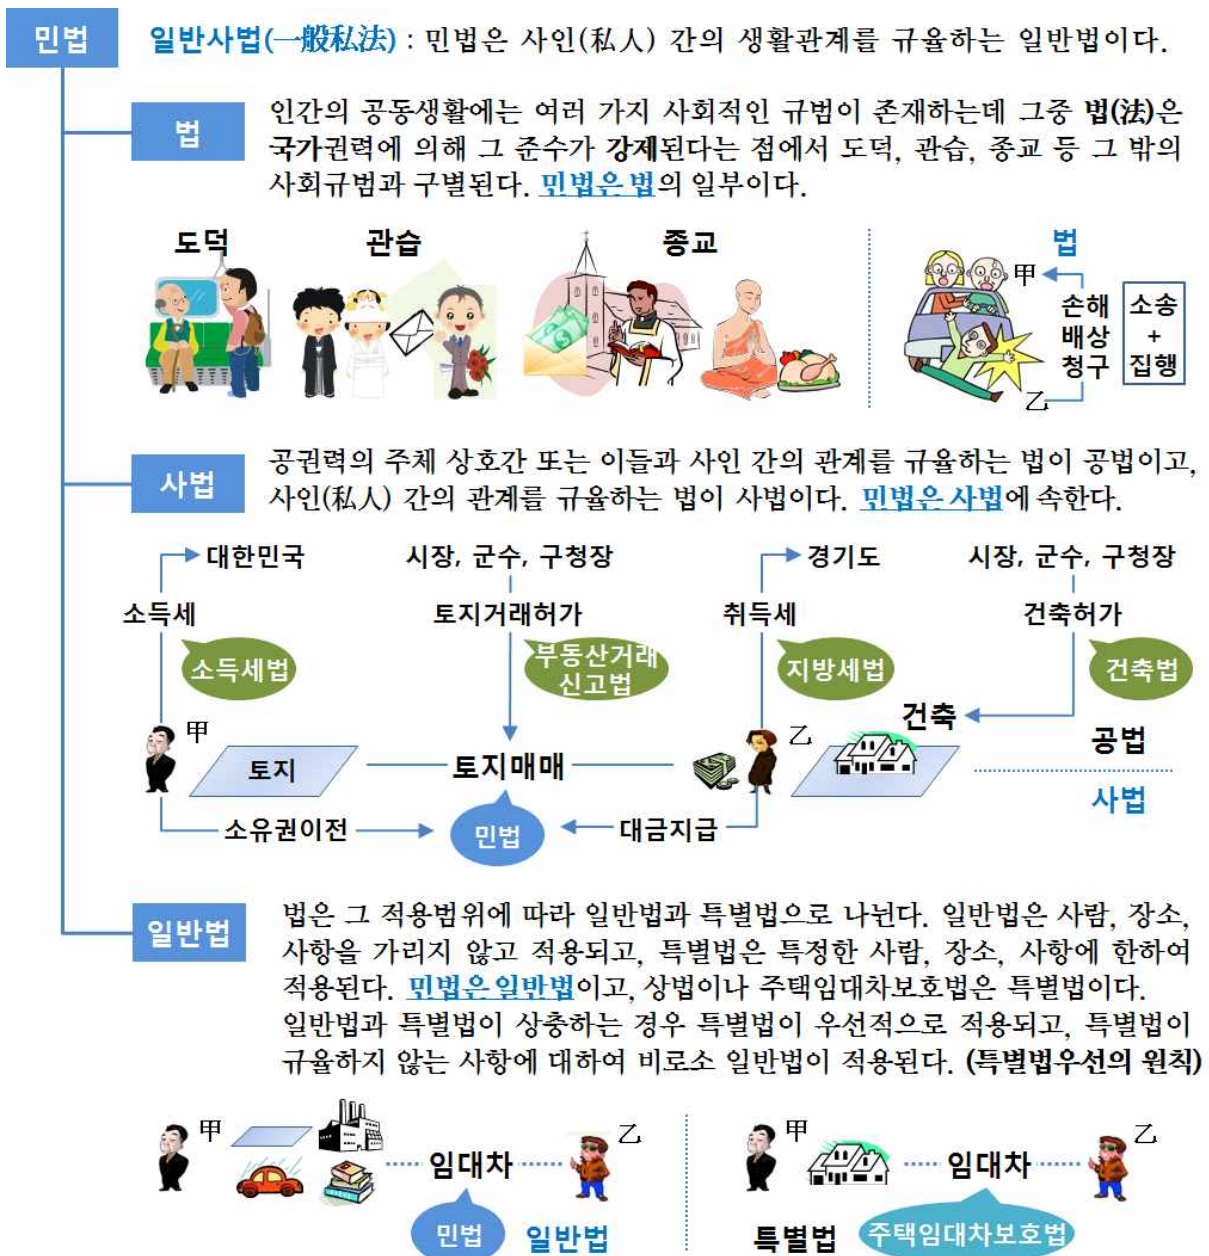 민법
일반사법(一般私法) : 민법은 사인(私人) 간의 생활관계를 규율하는 일반법이다.
법
인간의 공동생활에는 여러 가지 사회적인 규범이 존재하는데 그중 법(法)은
국가권력에 의해 그 준수가 강제된다는 점에서 도덕, 관습, 종교 등 그 밖의
사회규범과 구별된다. 민법은 법의 일부이다.
도덕 관습 종교 법
甲
손해
배상
청구
소송
+
집행
乙
사법
공권력의 주체 상호간 또는 이들과 사인 간의 관계를 규율하는 법이 공법이고,
사인(私人) 간의 관계를 규율하는 법이 사법이다. 민법은 사법에 속한다.
대한민국 시장, 군수, 구청장 경기도 시장, 군수, 구청장
소득세 토지거래허가 취득세 건축허가
소득세법 부동산거래
신고법 지방세법 건축법
甲 乙 건축
공법
토지 토지매매
사법
소유권이전 민법 대금지급
일반법
법은 그 적용범위에 따라 일반법과 특별법으로 나뉜다. 일반법은 사람, 장소,
사항을 가리지 않고 적용되고, 특별법은 특정한 사람, 장소, 사항에 한하여
적용된다. 민법은 일반법이고, 상법이나 주택임대차보호법은 특별법이다.
일반법과 특별법이 상충하는 경우 특별법이 우선적으로 적용되고, 특별법이
규율하지 않는 사항에 대하여 비로소 일반법이 적용된다. (특별법우선의 원칙)
甲 乙 甲 乙
임대차 임대차
민법 일반법 특별법 주택임대차보호법